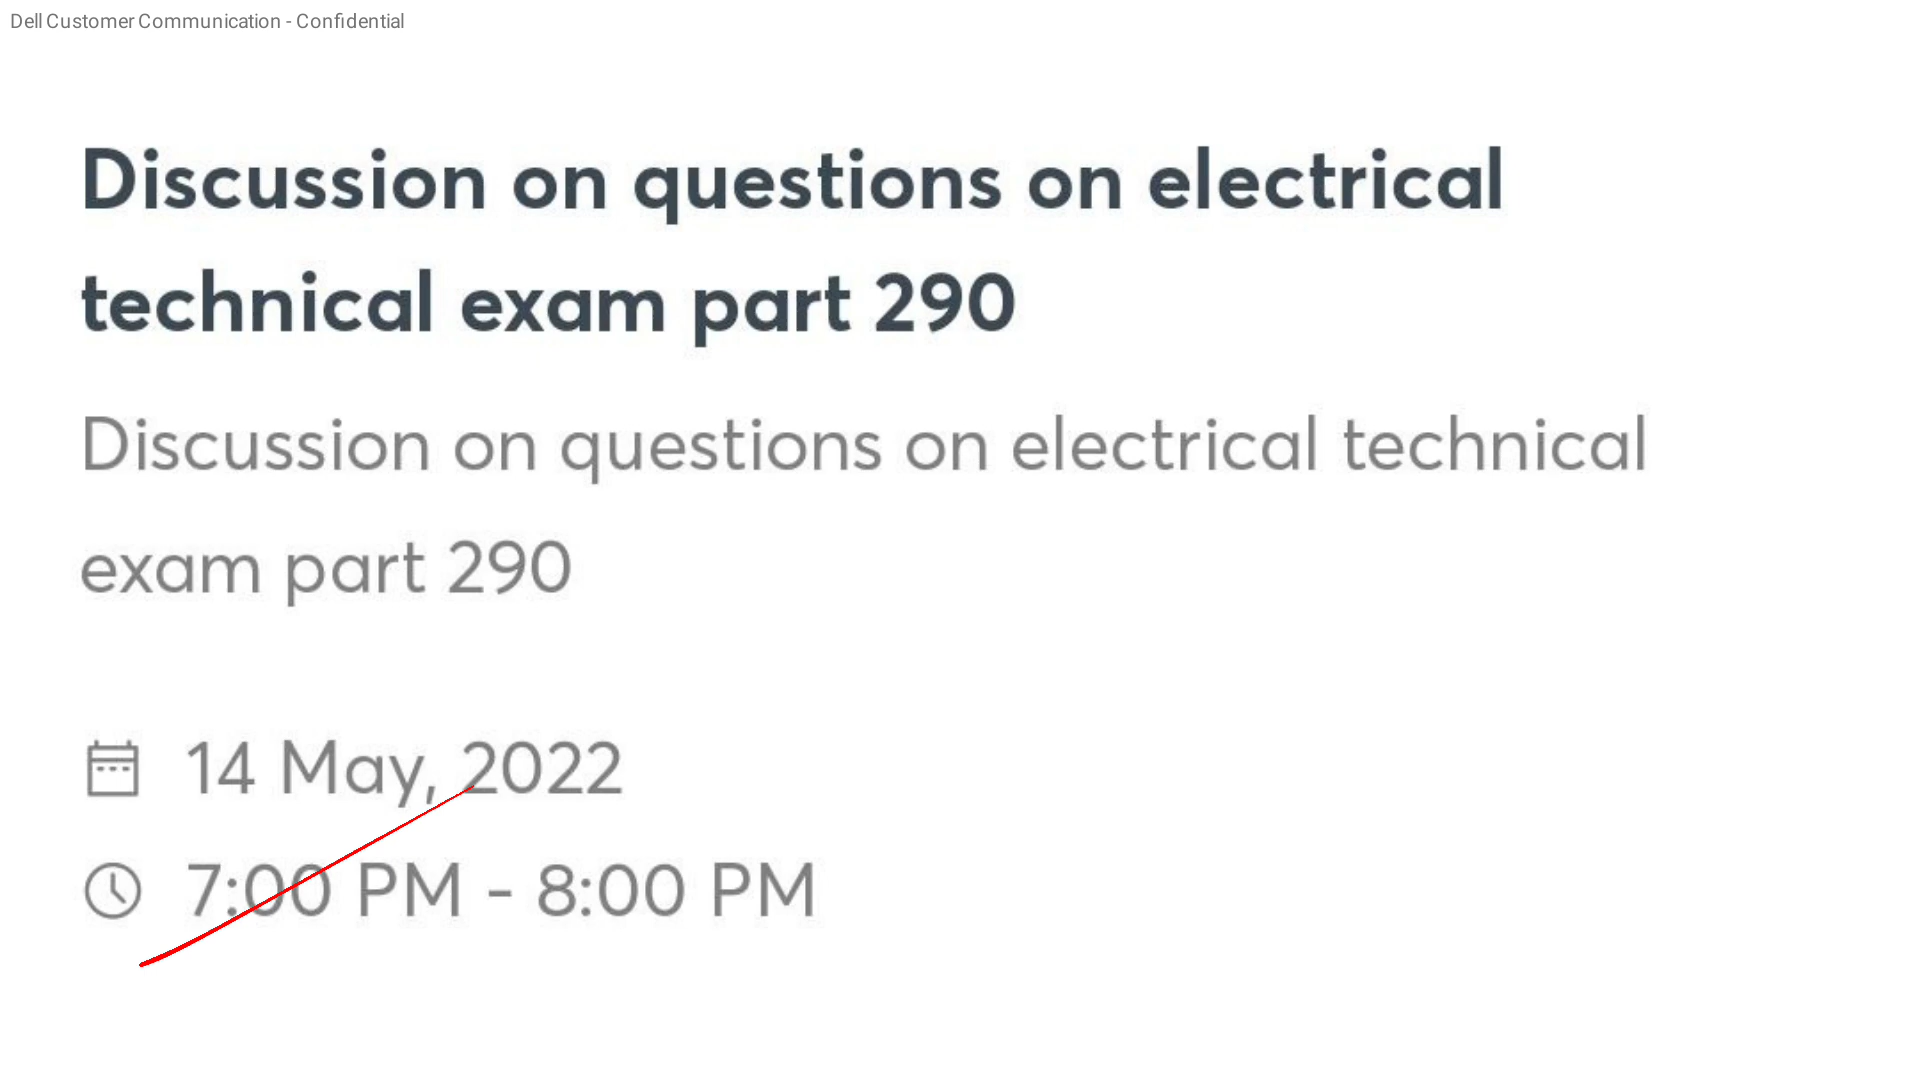 Dell Customer Communication - Confidential
Discussion on questions on electrical
technical exam part 290
Discussion on questions on electrical technical
exam part 290
14 May, 2022
7:00 PM - 8:00 PM